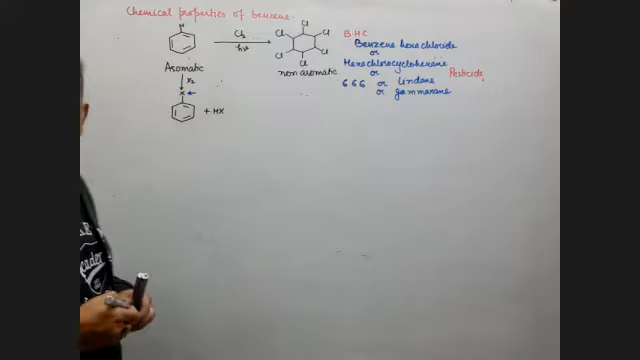 Chemical properties of benzene.
H
Cl₂
hν
Cl
Cl
Cl
Cl
Cl
Cl
B.H.C
Benzene hexachloride
or
Hexachlorocyclohexane
or
Pesticide
666 or lindane
or gammaxane
Aromatic
non aromatic
X₂
X
+ HX